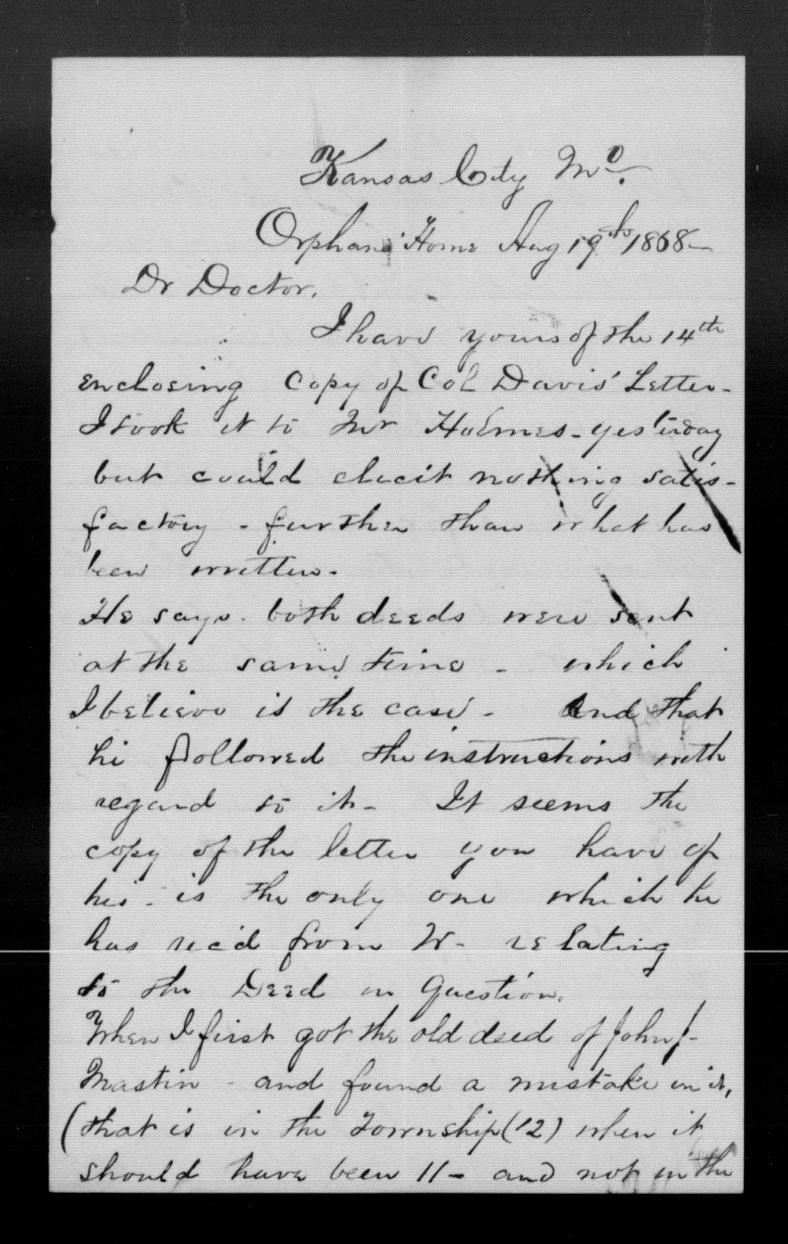 Kansas City Mo.
Orphans' Home Aug 19th 1868-
Dr Doctor,
I have yours of the 14th
enclosing Copy of Col Davis' Letter-
I took it to Mr Holmes - yesterday
but could elicit nothing satis-
factory - further than what has
been written.
He says. both deeds were sent
at the same time - which
I believe is the case - And that
he followed the instructions with
regard to it - It seems the
copy of the letter you have of
his - is the only one which he
has rec'd from W- relating
to the Deed in Question.
When I first got the old deed of John J-
Mastin - and found a mistake in it,
(that is in the Township (12) when it
should have been 11 - and not in the